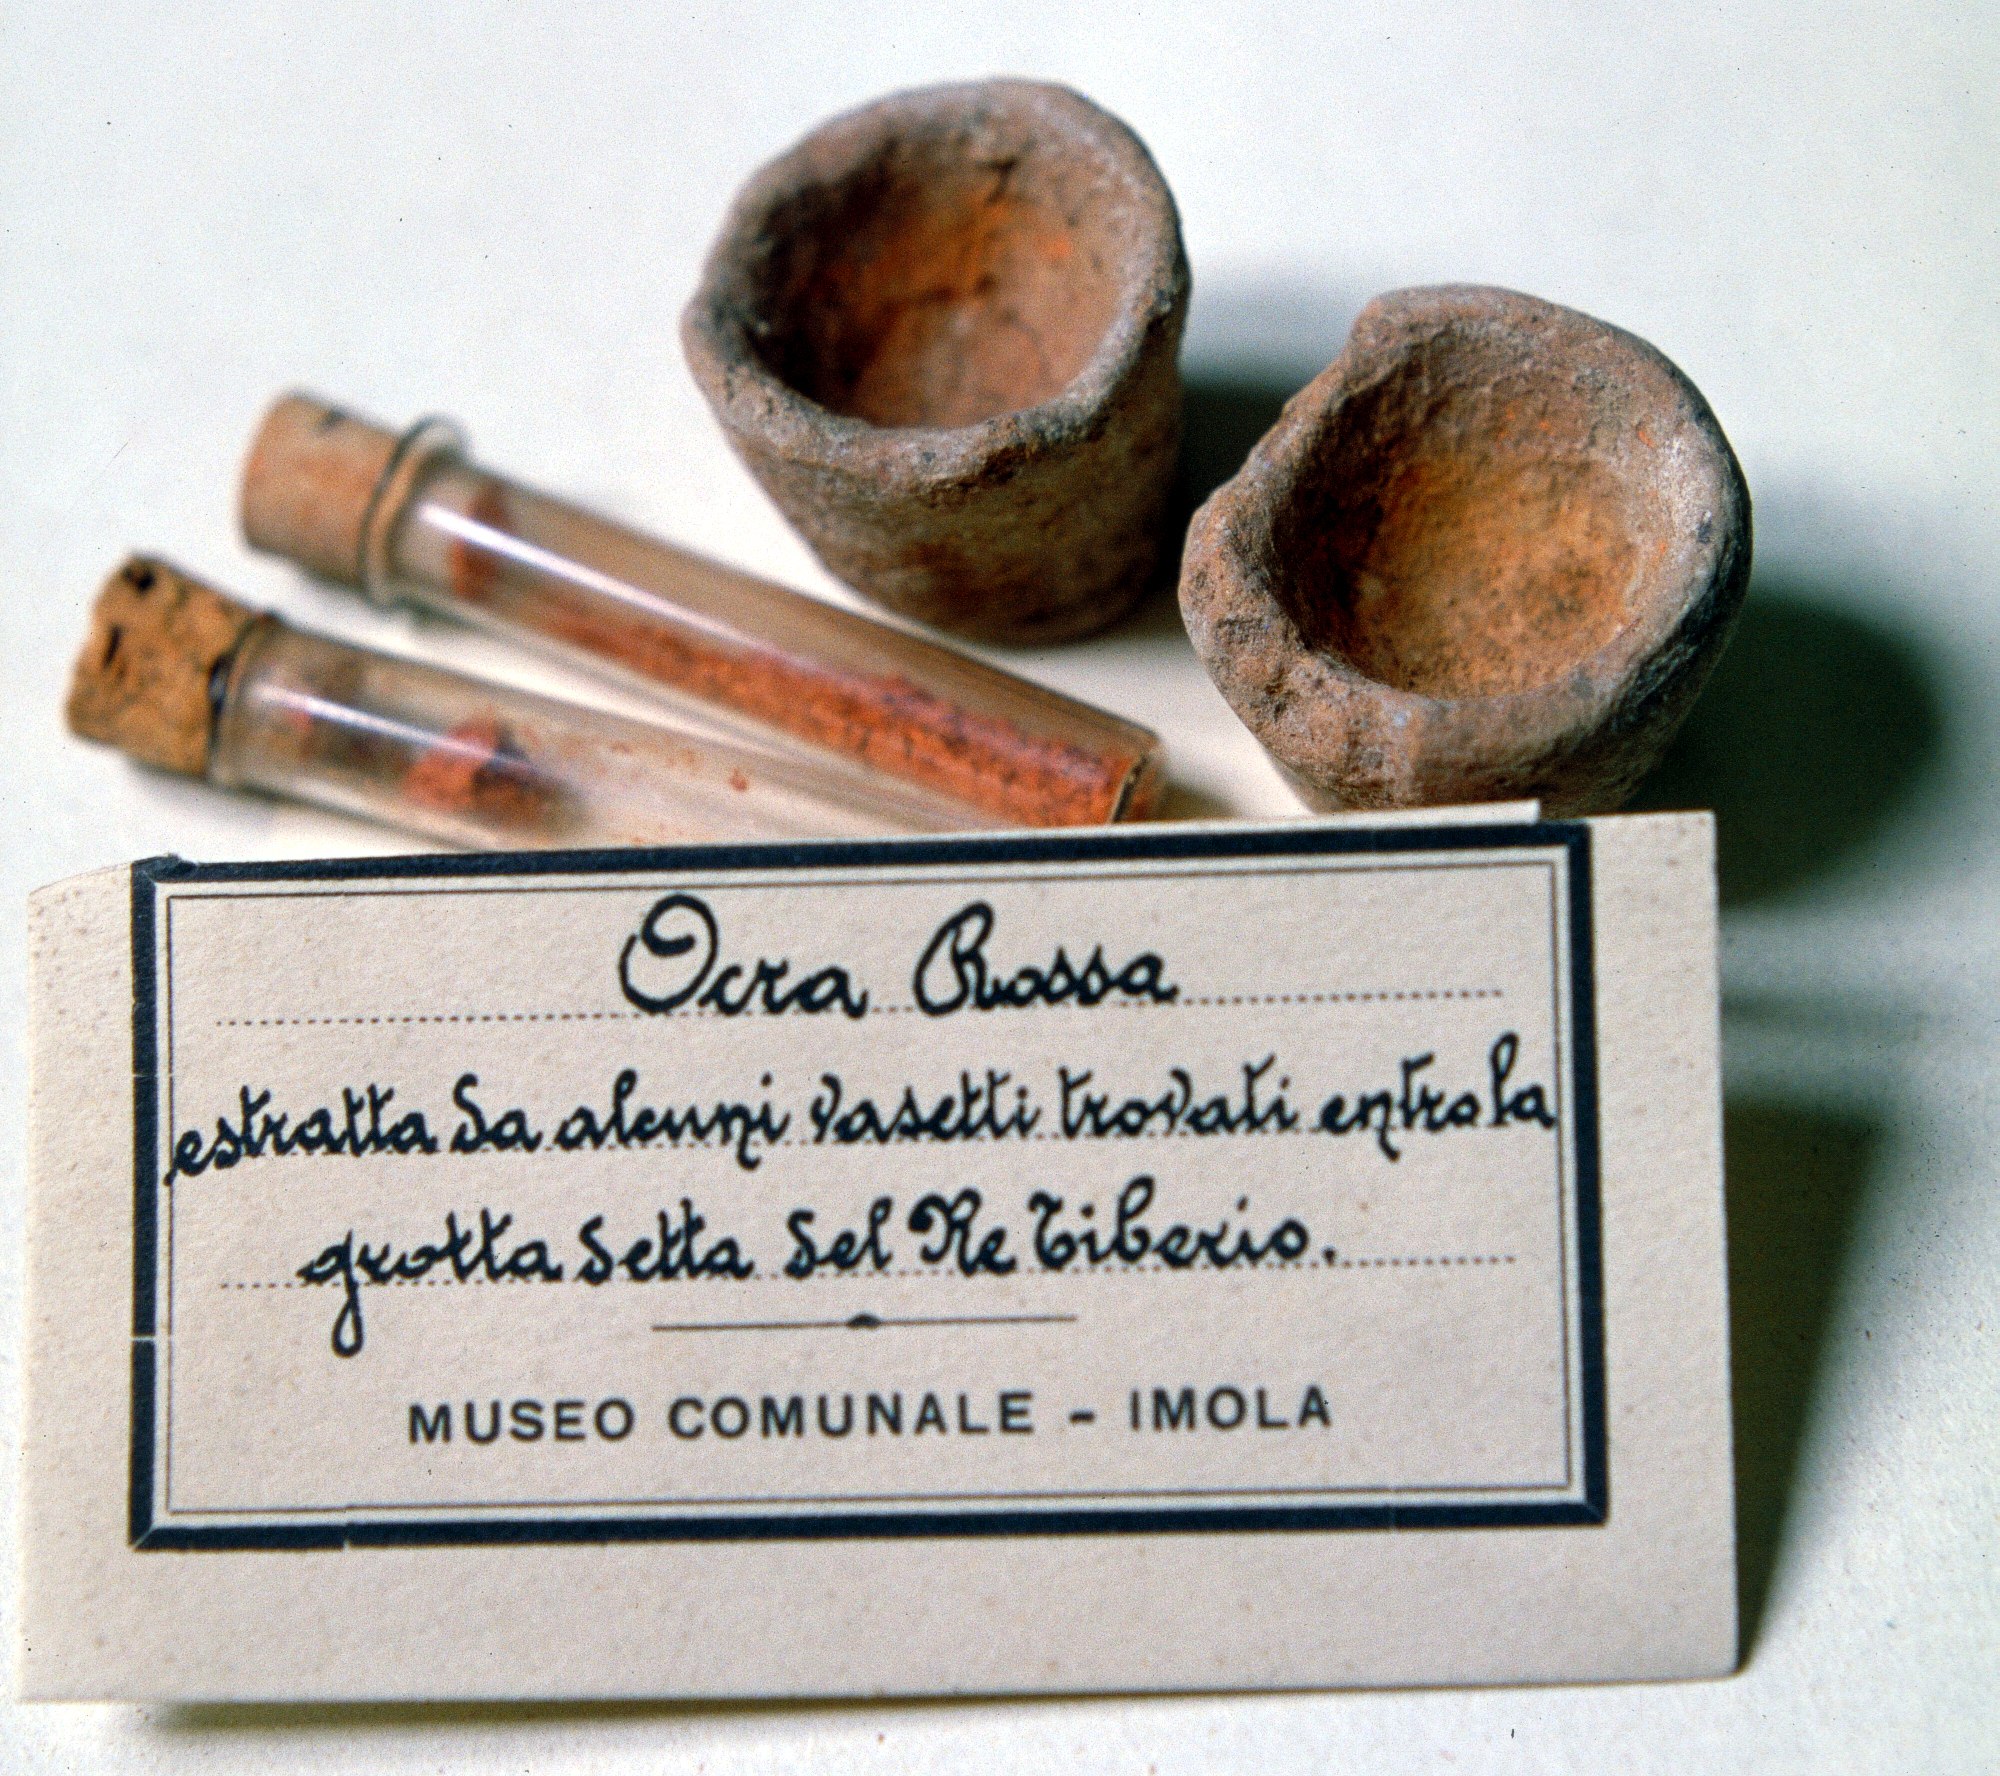 Ocra Rossa
estratta da alcuni vasetti trovati entro la
grotta detta del Re Tiberio.
MUSEO COMUNALE - IMOLA